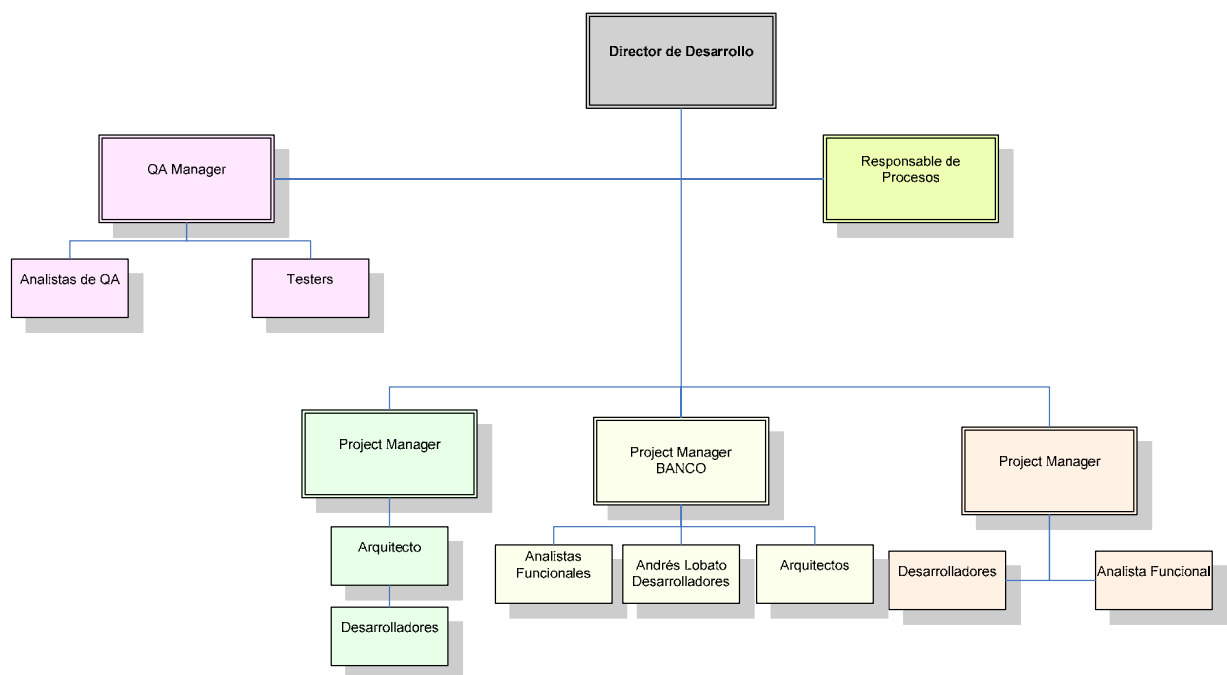 Director de Desarrollo
QA Manager
Responsable de
Procesos
Analistas de QA
Testers
Project Manager
Project Manager
BANCO
Project Manager
Arquitecto
Analistas
Funcionales
Andrés Lobato
Desarrolladores
Arquitectos
Desarrolladores
Analista Funcional
Desarrolladores